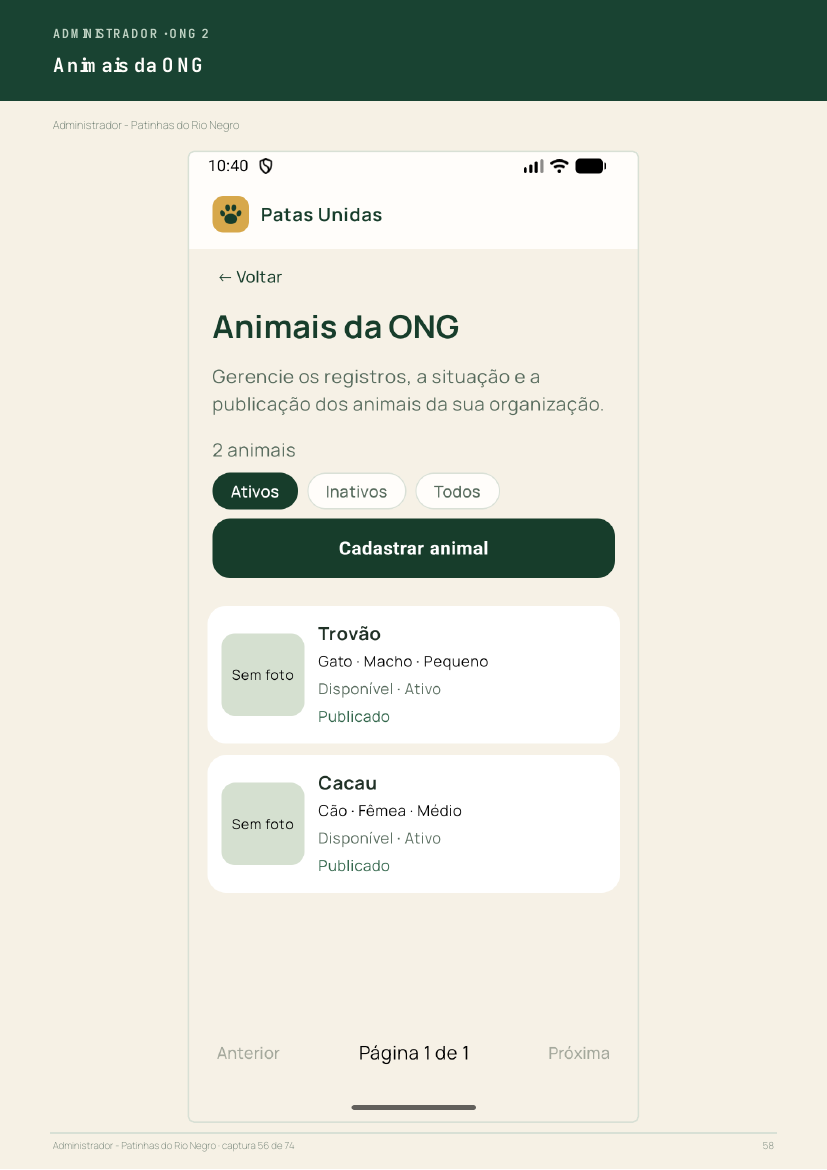 ADMINISTRADOR · ONG 2
Animais da ONG
Administrador - Patinhas do Rio Negro
10:40
Patas Unidas
← Voltar
Animais da ONG
Gerencie os registros, a situação e a
publicação dos animais da sua organização.
2 animais
Ativos Inativos Todos
Cadastrar animal
Sem foto
Trovão
Gato · Macho · Pequeno
Disponível · Ativo
Publicado
Sem foto
Cacau
Cão · Fêmea · Médio
Disponível · Ativo
Publicado
Anterior Página 1 de 1 Próxima
Administrador - Patinhas do Rio Negro · captura 56 de 74 58